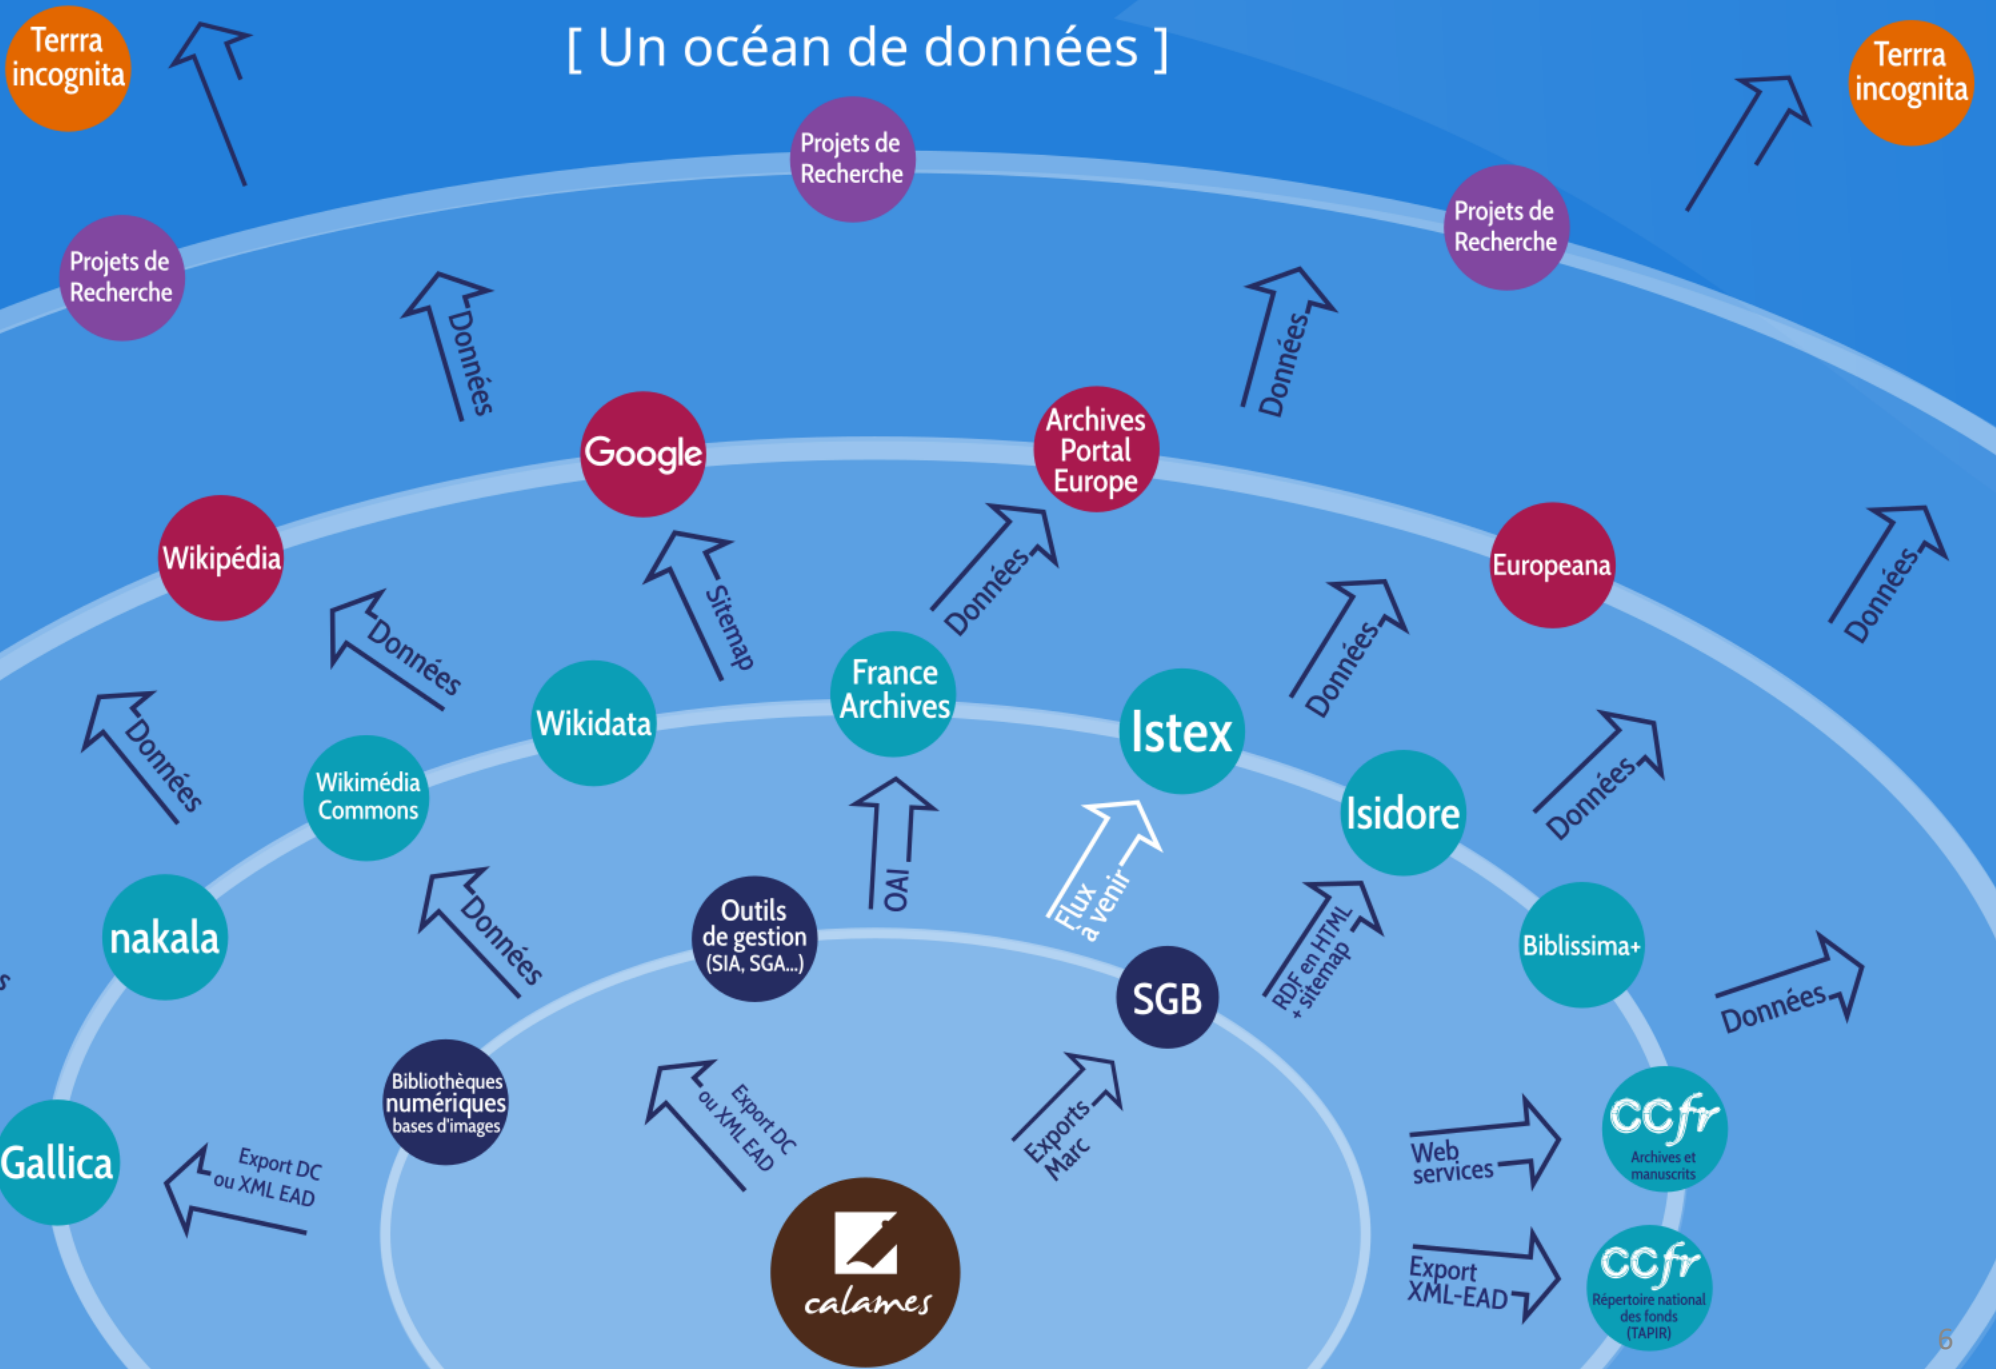 [ Un océan de données ]
Terrra
incognita
Terrra
incognita
Projets de
Recherche
Projets de
Recherche
Projets de
Recherche
Données
Données
Google
Archives
Portal
Europe
Wikipédia
Europeana
Données
Sitemap
Données
Données
Données
Données
Wikidata
France
Archives
Istex
Wikimédia
Commons
Isidore
Données
nakala
Données
Outils
de gestion
(SIA, SGA...)
OAI
Flux
à venir
RDF en HTML
+ sitemap
Biblissima+
SGB
Données
Bibliothèques
numériques
bases d'images
Export DC
ou XML EAD
Exports
Marc
Gallica
Export DC
ou XML EAD
Web
services
ccfr
Archives et
manuscrits
calames
Export
XML-EAD
ccfr
Répertoire national
des fonds
(TAPIR)
6